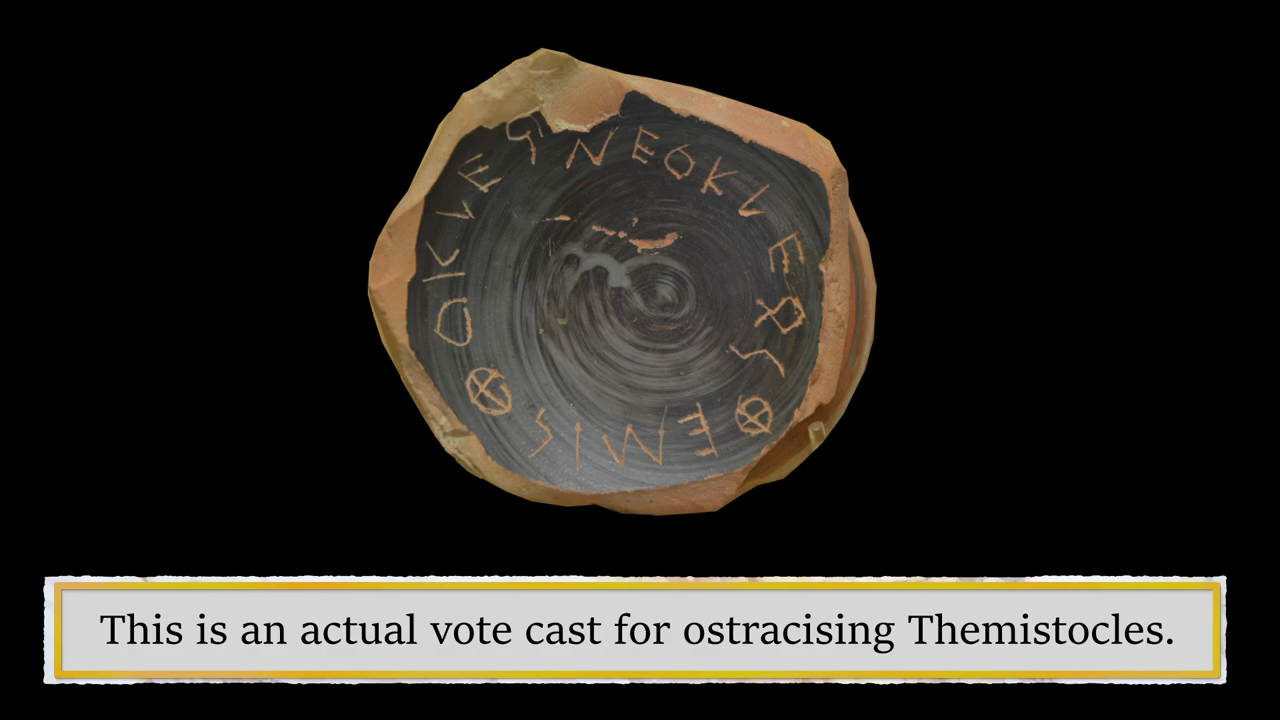 ΘΕΜΙΣΘΟΚΛΕΣ ΝΕΟΚΛΕΟΣ
This is an actual vote cast for ostracising Themistocles.